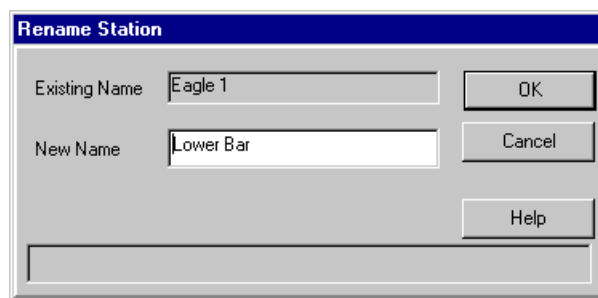 Rename Station
Existing Name Eagle 1 OK
New Name Lower Bar Cancel
Help